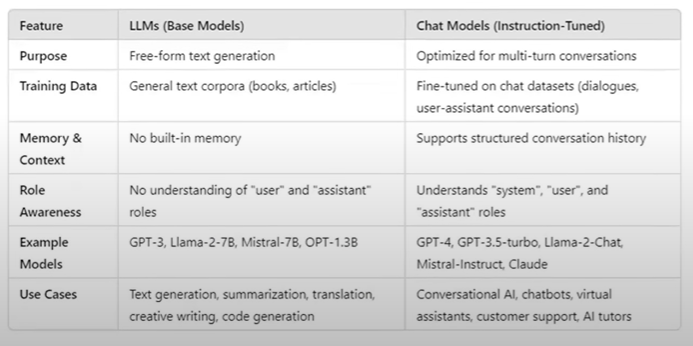 Feature LLMs (Base Models) Chat Models (Instruction-Tuned)
Purpose Free-form text generation Optimized for multi-turn conversations
Training Data General text corpora (books, articles) Fine-tuned on chat datasets (dialogues,
user-assistant conversations)
Memory & No built-in memory Supports structured conversation history
Context
Role No understanding of "user" and "assistant" Understands "system", "user", and
Awareness roles "assistant" roles
Example GPT-3, Llama-2-7B, Mistral-7B, OPT-1.3B GPT-4, GPT-3.5-turbo, Llama-2-Chat,
Models Mistral-Instruct, Claude
Use Cases Text generation, summarization, translation, Conversational AI, chatbots, virtual
creative writing, code generation assistants, customer support, AI tutors